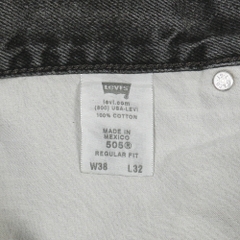 LEVI'S
levi.com
(800) USA-LEVI
100% COTTON
MADE IN
MEXICO
505®
REGULAR FIT
W38 L32